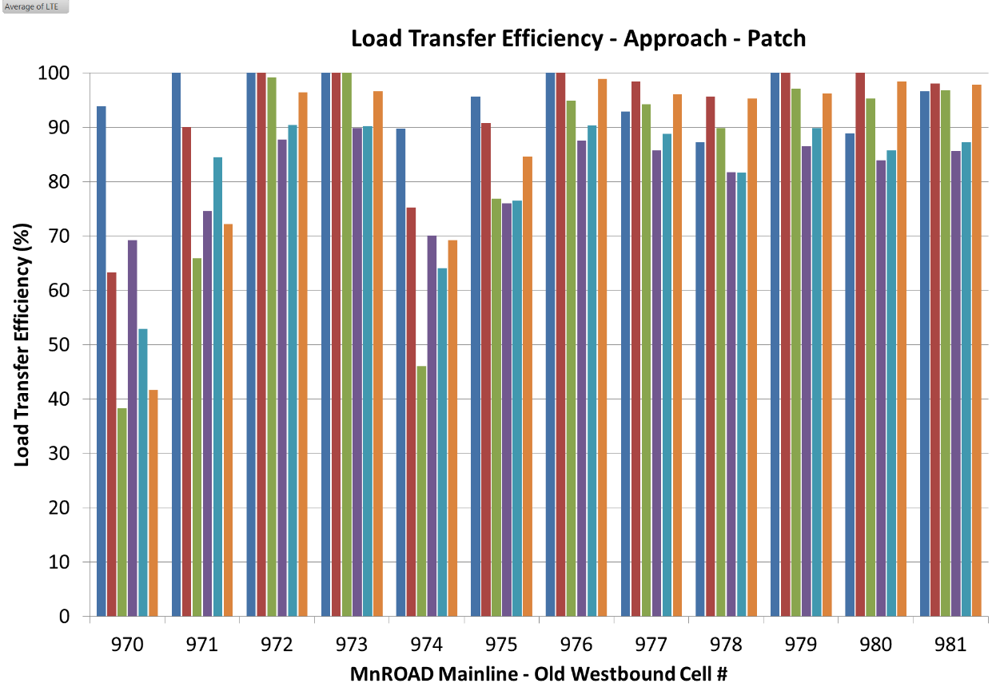 Average of LTE
Load Transfer Efficiency - Approach - Patch
Load Transfer Efficiency (%)
100
90
80
70
60
50
40
30
20
10
0
970 971 972 973 974 975 976 977 978 979 980 981
MnROAD Mainline - Old Westbound Cell #